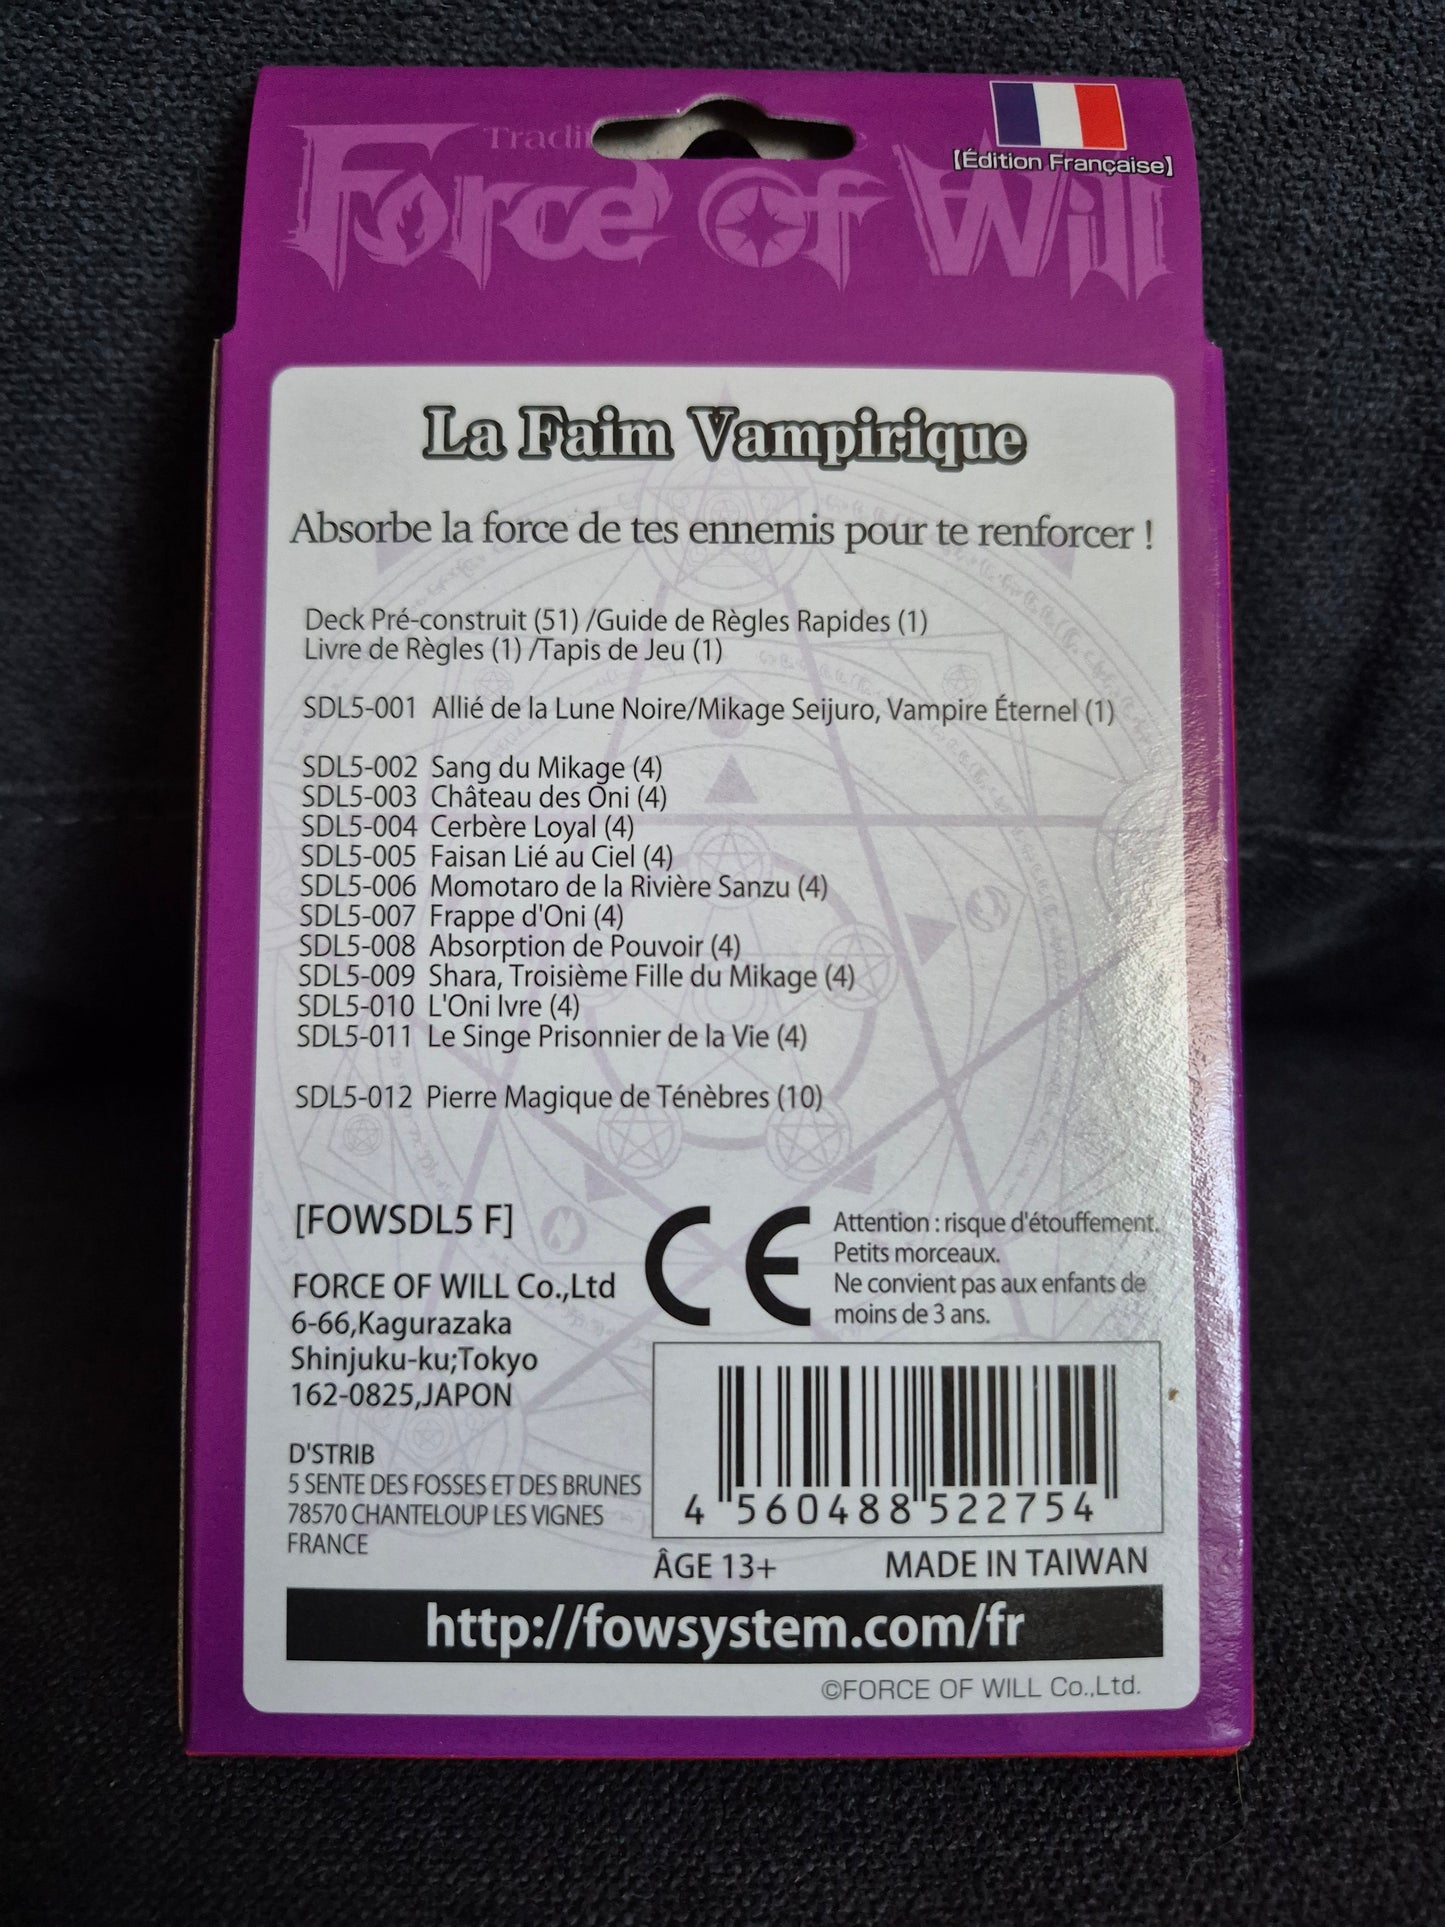 Force Of Will
【Édition Française】
La Faim Vampirique
Absorbe la force de tes ennemis pour te renforcer !
Deck Pré-construit (51) /Guide de Règles Rapides (1)
Livre de Règles (1) /Tapis de Jeu (1)
SDL5-001 Allié de la Lune Noire/Mikage Seijuro, Vampire Éternel (1)
SDL5-002 Sang du Mikage (4)
SDL5-003 Château des Oni (4)
SDL5-004 Cerbère Loyal (4)
SDL5-005 Faisan Lié au Ciel (4)
SDL5-006 Momotaro de la Rivière Sanzu (4)
SDL5-007 Frappe d'Oni (4)
SDL5-008 Absorption de Pouvoir (4)
SDL5-009 Shara, Troisième Fille du Mikage (4)
SDL5-010 L'Oni Ivre (4)
SDL5-011 Le Singe Prisonnier de la Vie (4)
SDL5-012 Pierre Magique de Ténèbres (10)
[FOWSDL5 F]
FORCE OF WILL Co.,Ltd
6-66,Kagurazaka
Shinjuku-ku;Tokyo
162-0825,JAPON
D'STRIB
5 SENTE DES FOSSES ET DES BRUNES
78570 CHANTELOUP LES VIGNES
FRANCE
CE
Attention : risque d'étouffement.
Petits morceaux.
Ne convient pas aux enfants de
moins de 3 ans.
4 560488 522754
ÂGE 13+
MADE IN TAIWAN
http://fowsystem.com/fr
©FORCE OF WILL Co.,Ltd.